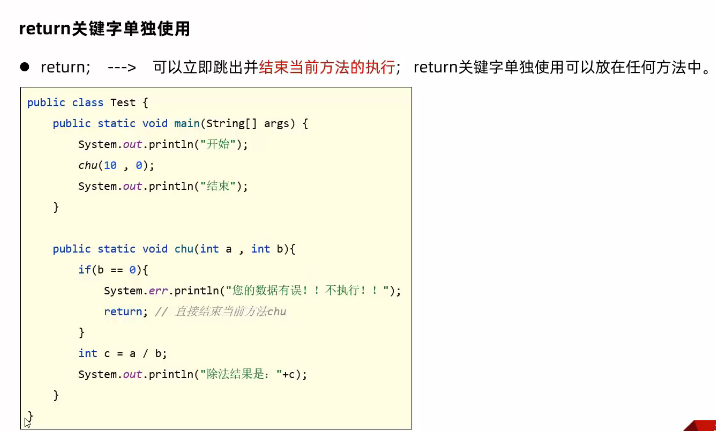 return关键字单独使用
● return; ---> 可以立即跳出并结束当前方法的执行; return关键字单独使用可以放在任何方法中。
public class Test {
    public static void main(String[] args) {
        System.out.println("开始");
        chu(10 , 0);
        System.out.println("结束");
    }
    public static void chu(int a , int b){
        if(b == 0){
            System.err.println("您的数据有误！！不执行！！");
            return; // 直接结束当前方法chu
        }
        int c = a / b;
        System.out.println("除法结果是："+c);
    }
}